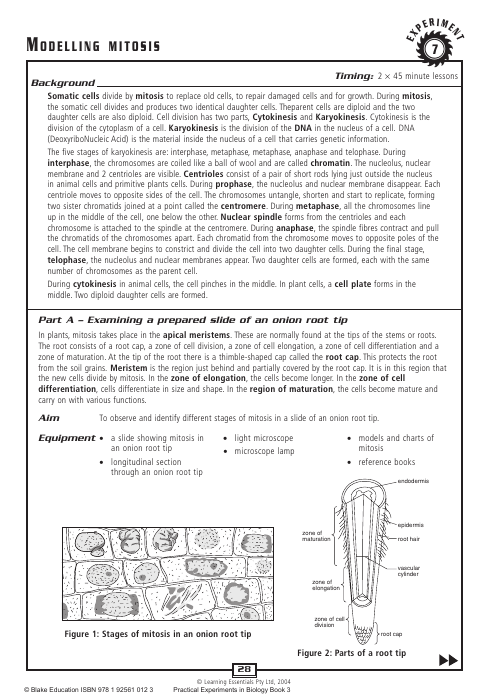 EXPERIMENT
7
MODELLING MITOSIS
Timing: 2 × 45 minute lessons
Background
Somatic cells divide by mitosis to replace old cells, to repair damaged cells and for growth. During mitosis,
the somatic cell divides and produces two identical daughter cells. Theparent cells are diploid and the two
daughter cells are also diploid. Cell division has two parts, Cytokinesis and Karyokinesis. Cytokinesis is the
division of the cytoplasm of a cell. Karyokinesis is the division of the DNA in the nucleus of a cell. DNA
(DeoxyriboNucleic Acid) is the material inside the nucleus of a cell that carries genetic information.
The five stages of karyokinesis are: interphase, metaphase, metaphase, anaphase and telophase. During
interphase, the chromosomes are coiled like a ball of wool and are called chromatin. The nucleolus, nuclear
membrane and 2 centrioles are visible. Centrioles consist of a pair of short rods lying just outside the nucleus
in animal cells and primitive plants cells. During prophase, the nucleolus and nuclear membrane disappear. Each
centriole moves to opposite sides of the cell. The chromosomes untangle, shorten and start to replicate, forming
two sister chromatids joined at a point called the centromere. During metaphase, all the chromosomes line
up in the middle of the cell, one below the other. Nuclear spindle forms from the centrioles and each
chromosome is attached to the spindle at the centromere. During anaphase, the spindle fibres contract and pull
the chromatids of the chromosomes apart. Each chromatid from the chromosome moves to opposite poles of the
cell. The cell membrane begins to constrict and divide the cell into two daughter cells. During the final stage,
telophase, the nucleolus and nuclear membranes appear. Two daughter cells are formed, each with the same
number of chromosomes as the parent cell.
During cytokinesis in animal cells, the cell pinches in the middle. In plant cells, a cell plate forms in the
middle. Two diploid daughter cells are formed.
Part A – Examining a prepared slide of an onion root tip
In plants, mitosis takes place in the apical meristems. These are normally found at the tips of the stems or roots.
The root consists of a root cap, a zone of cell division, a zone of elongation, a zone of cell differentiation and a
zone of maturation. At the tip of the root there is a thimble-shaped cap called the root cap. This protects the root
from the soil grains. Meristem is the region just behind and partially covered by the root cap. It is in this region that
the new cells divide by mitosis. In the zone of elongation, the cells become longer. In the zone of cell
differentiation, cells differentiate in size and shape. In the region of maturation, the cells become mature and
carry on with various functions.
Aim To observe and identify different stages of mitosis in a slide of an onion root tip.
Equipment • a slide showing mitosis in • light microscope • models and charts of
an onion root tip • microscope lamp mitosis
• longitudinal section • reference books
through an onion root tip
endodermis
epidermis
root hair
zone of
maturation
vascular
cylinder
zone of
elongation
zone of cell
division
root cap
Figure 1: Stages of mitosis in an onion root tip
Figure 2: Parts of a root tip
28
© Learning Essentials Pty Ltd, 2004
© Blake Education ISBN 978 1 92561 012 3 Practical Experiments in Biology Book 3